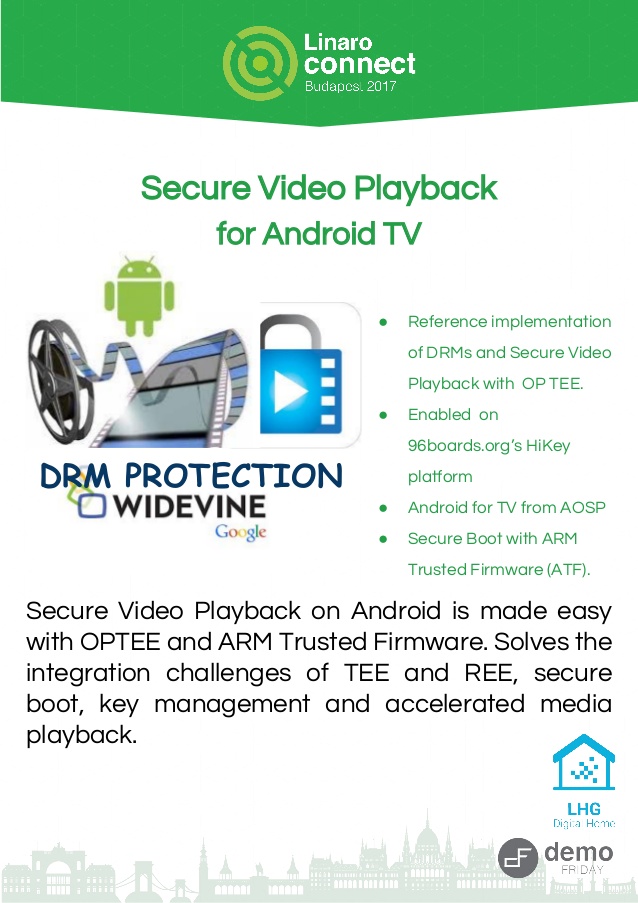 Linaro
connect
Budapest 2017
Secure Video Playback
for Android TV
● Reference implementation
of DRMs and Secure Video
Playback with OP TEE.
● Enabled on
96boards.org's HiKey
platform
● Android for TV from AOSP
● Secure Boot with ARM
Trusted Firmware (ATF).
DRM PROTECTION
WIDEVINE
Google
Secure Video Playback on Android is made easy
with OPTEE and ARM Trusted Firmware. Solves the
integration challenges of TEE and REE, secure
boot, key management and accelerated media
playback.
LHG
Digital Home
demo
FRIDAY